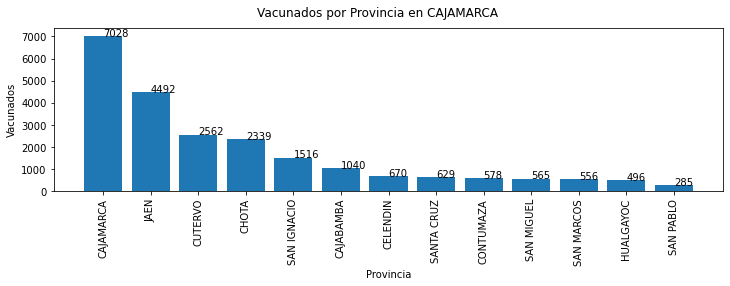 Vacunados por Provincia en CAJAMARCA
Vacunados
7000
6000
5000
4000
3000
2000
1000
0
7028
4492
2562
2339
1516
1040
670
629
578
565
556
496
285
CAJAMARCA
JAEN
CUTERVO
CHOTA
SAN IGNACIO
CAJABAMBA
CELENDIN
SANTA CRUZ
CONTUMAZA
SAN MIGUEL
SAN MARCOS
HUALGAYOC
SAN PABLO
Provincia